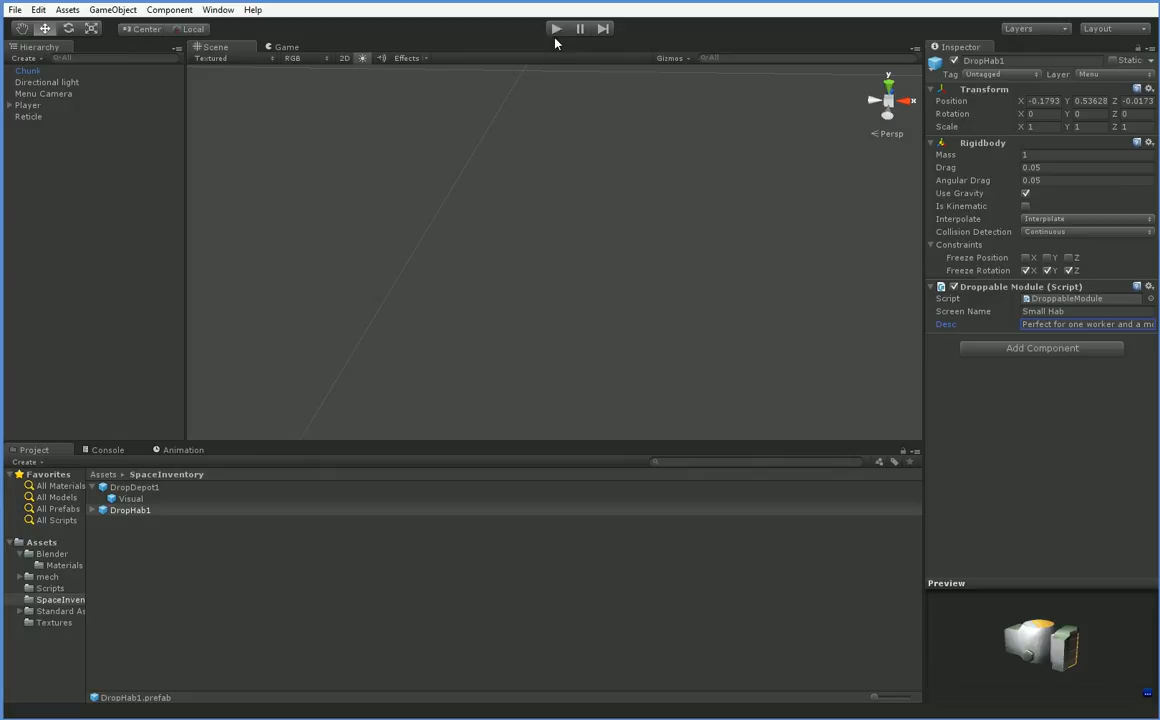 File Edit Assets GameObject Component Window Help
Center Local Layers Layout
Hierarchy Scene Game Inspector
Create All Textured RGB 2D Effects Gizmos All
DropHab1 Static
Tag Untagged Layer Menu
Chunk
Directional light
Menu Camera
Player
Reticle
y
x
Persp
Transform
Position X -0.1793 Y 0.53628 Z -0.0173
Rotation X 0 Y 0 Z 0
Scale X 1 Y 1 Z 1
Rigidbody
Mass 1
Drag 0.05
Angular Drag 0.05
Use Gravity
Is Kinematic
Interpolate Interpolate
Collision Detection Continuous
Constraints
Freeze Position X Y Z
Freeze Rotation X Y Z
Droppable Module (Script)
Script DroppableModule
Screen Name Small Hab
Desc Perfect for one worker and a mo
Add Component
Project Console Animation
Create
Favorites
All Materials
All Models
All Prefabs
All Scripts
Assets
Blender
Materials
mech
Scripts
SpaceInven
Standard As
Textures
Assets SpaceInventory
DropDepot1
Visual
DropHab1
DropHab1.prefab
Preview